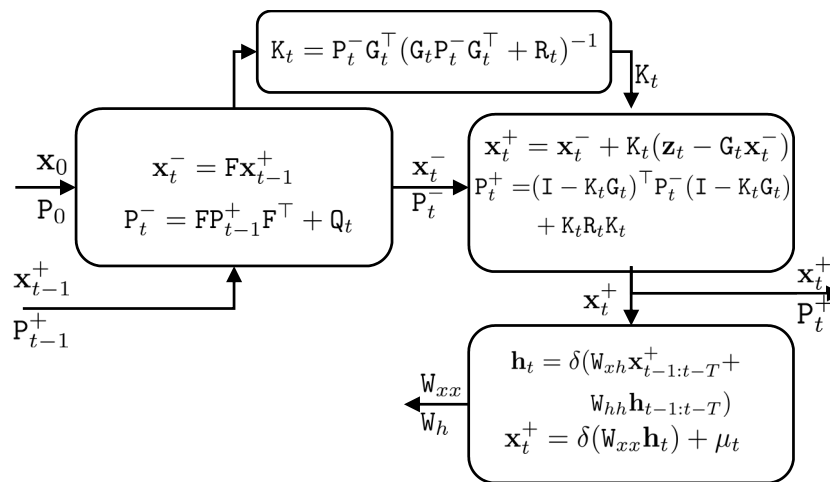 K_t = P_t^- G_t^⊤ (G_t P_t^- G_t^⊤ + R_t)^{-1}
K_t
x_0
P_0
x_t^- = F x_{t-1}^+
P_t^- = F P_{t-1}^+ F^⊤ + Q_t
x_t^-
P_t^-
x_t^+ = x_t^- + K_t(z_t − G_t x_t^-)
P_t^+ = (I − K_t G_t)^⊤ P_t^- (I − K_t G_t)
+ K_t R_t K_t
x_{t-1}^+
P_{t-1}^+
x_t^+
x_t^+
P_t^+
h_t = δ(W_{xh} x_{t-1:t-T}^+ +
W_{hh} h_{t-1:t-T})
x_t^+ = δ(W_{xx} h_t) + μ_t
W_{xx}
W_h